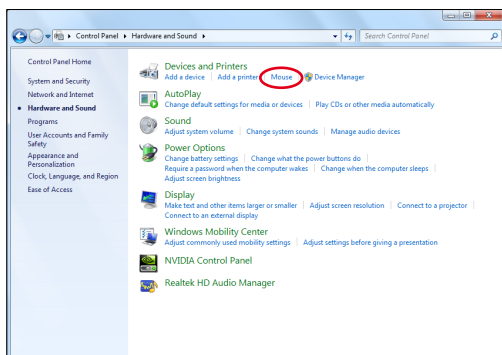 Control Panel ▸ Hardware and Sound ▸
Search Control Panel
Control Panel Home
System and Security
Network and Internet
Hardware and Sound
Programs
User Accounts and Family
Safety
Appearance and
Personalization
Clock, Language, and Region
Ease of Access
Devices and Printers
Add a device | Add a printer | Mouse | Device Manager
AutoPlay
Change default settings for media or devices | Play CDs or other media automatically
Sound
Adjust system volume | Change system sounds | Manage audio devices
Power Options
Change battery settings | Change what the power buttons do |
Require a password when the computer wakes | Change when the computer sleeps |
Adjust screen brightness
Display
Make text and other items larger or smaller | Adjust screen resolution | Connect to a projector |
Connect to an external display
Windows Mobility Center
Adjust commonly used mobility settings | Adjust settings before giving a presentation
NVIDIA Control Panel
Realtek HD Audio Manager